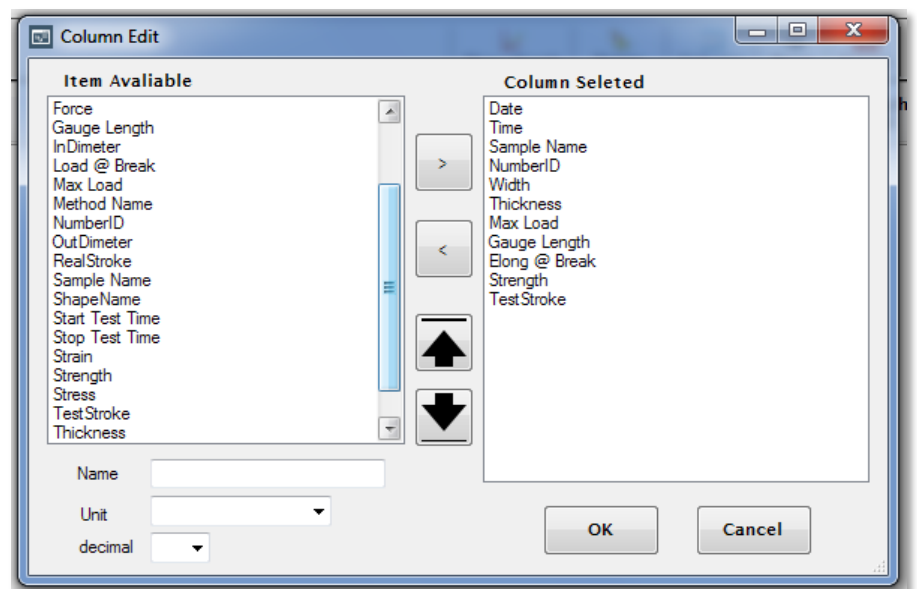 Column Edit
Item Avaliable
Force
Gauge Length
InDimeter
Load @ Break
Max Load
Method Name
NumberID
OutDimeter
RealStroke
Sample Name
ShapeName
Start Test Time
Stop Test Time
Strain
Strength
Stress
TestStroke
Thickness
>
<
Column Seleted
Date
Time
Sample Name
NumberID
Width
Thickness
Max Load
Gauge Length
Elong @ Break
Strength
TestStroke
Name
Unit
decimal
OK
Cancel
h